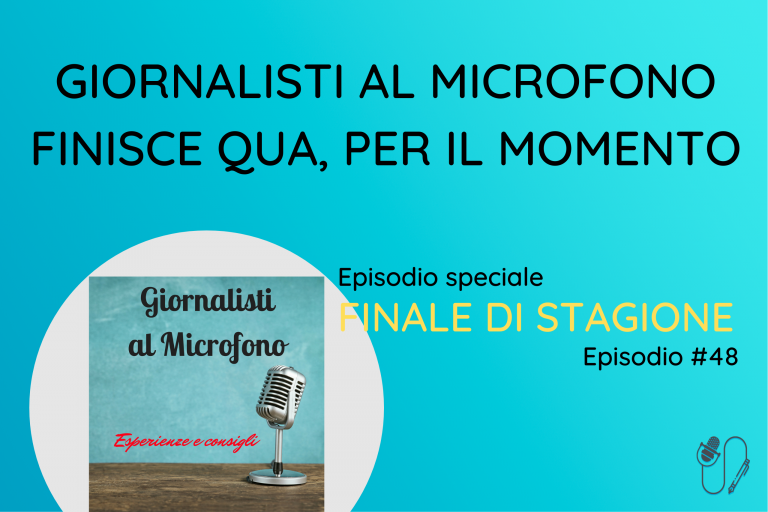 GIORNALISTI AL MICROFONO
FINISCE QUA, PER IL MOMENTO
Episodio speciale
FINALE DI STAGIONE
Episodio #48
Giornalisti
al Microfono
Esperienze e consigli